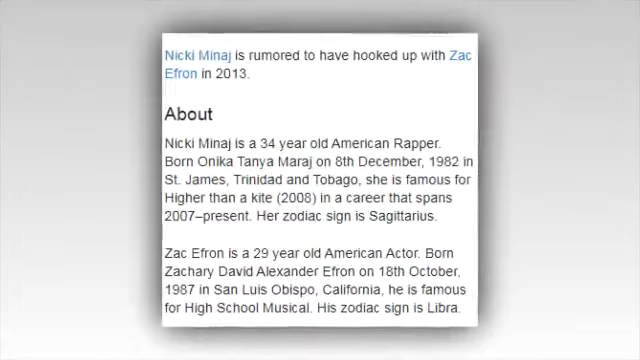 Nicki Minaj is rumored to have hooked up with Zac
Efron in 2013.
About
Nicki Minaj is a 34 year old American Rapper.
Born Onika Tanya Maraj on 8th December, 1982 in
St. James, Trinidad and Tobago, she is famous for
Higher than a kite (2008) in a career that spans
2007–present. Her zodiac sign is Sagittarius.
Zac Efron is a 29 year old American Actor. Born
Zachary David Alexander Efron on 18th October,
1987 in San Luis Obispo, California, he is famous
for High School Musical. His zodiac sign is Libra.